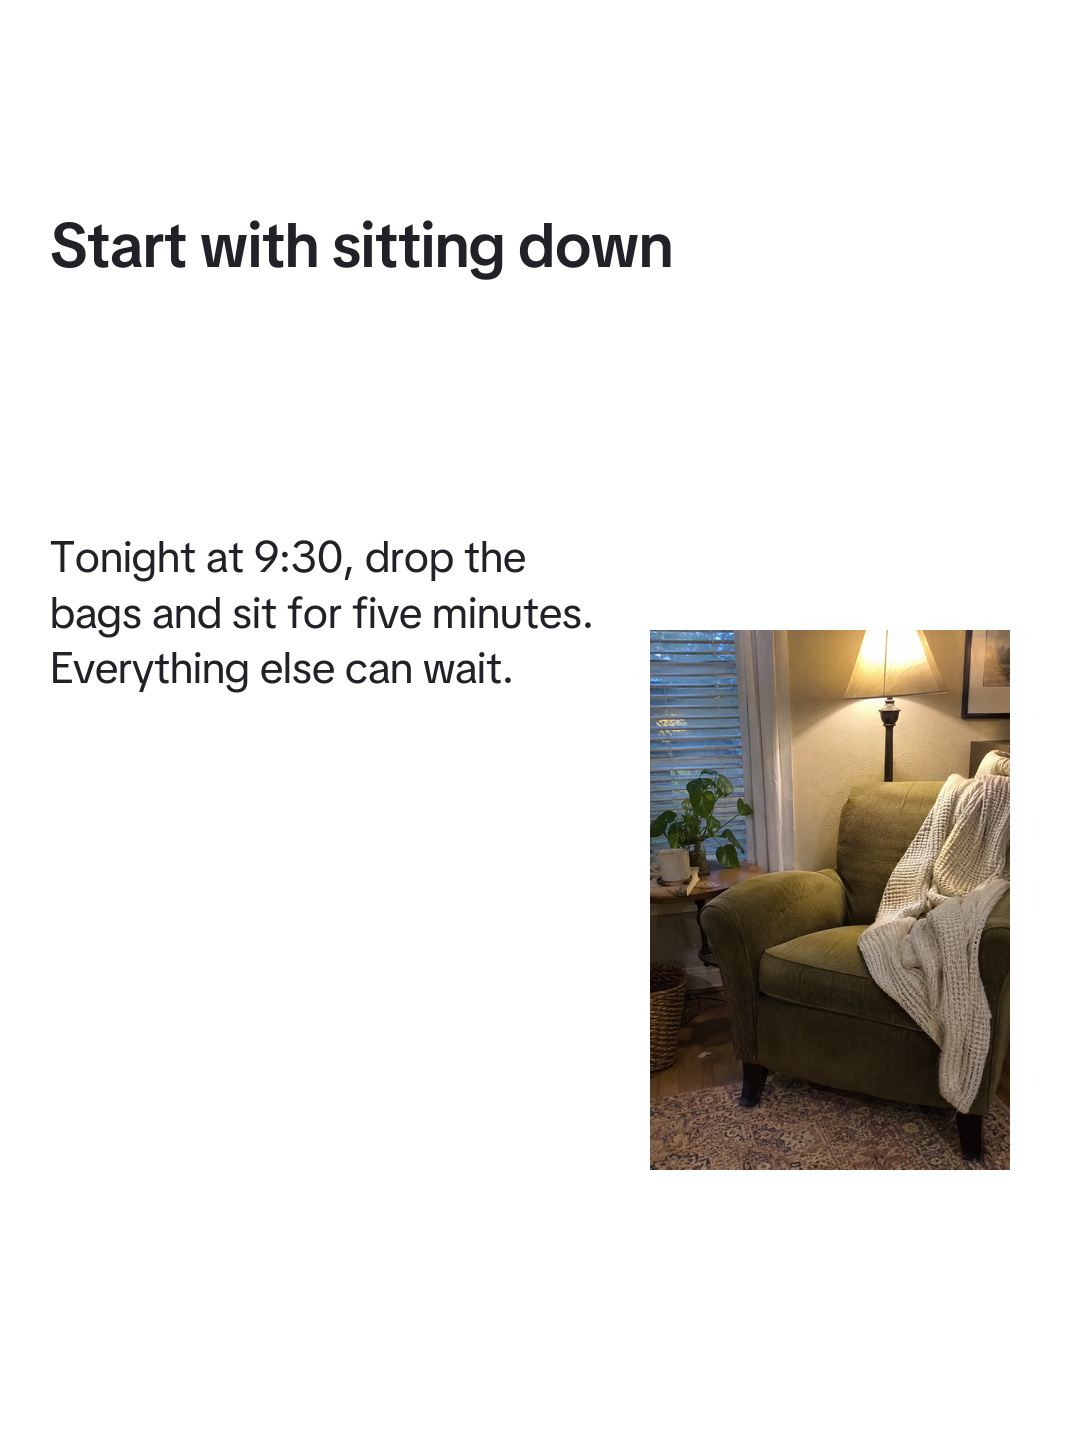 Start with sitting down
Tonight at 9:30, drop the
bags and sit for five minutes.
Everything else can wait.